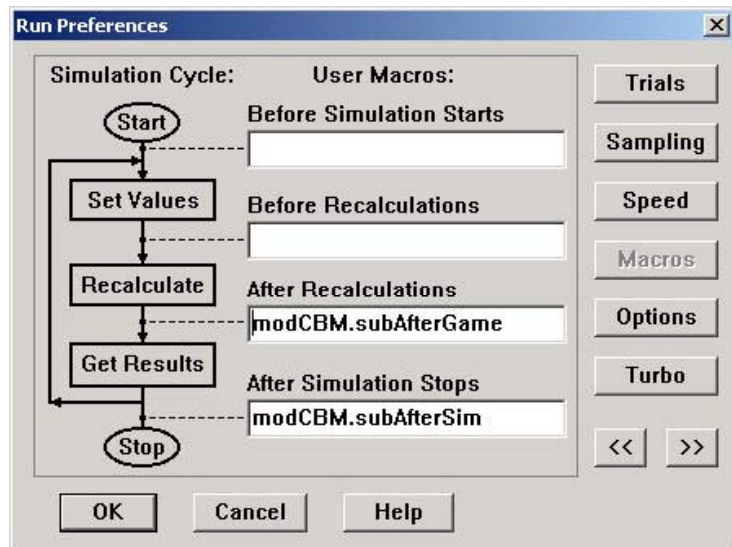 Run Preferences
Simulation Cycle:
User Macros:
Start
Before Simulation Starts
Set Values
Before Recalculations
Recalculate
After Recalculations
modCBM.subAfterGame
Get Results
After Simulation Stops
modCBM.subAfterSim
Stop
Trials
Sampling
Speed
Macros
Options
Turbo
<<
>>
OK
Cancel
Help